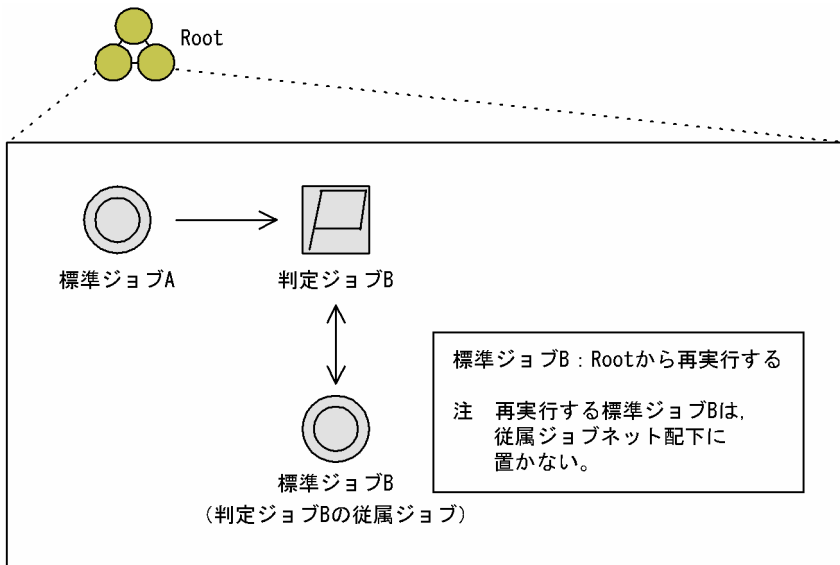 Root
標準ジョブA
判定ジョブB
標準ジョブB：Rootから再実行する
注　再実行する標準ジョブBは，
従属ジョブネット配下に
置かない。
標準ジョブB
（判定ジョブBの従属ジョブ）